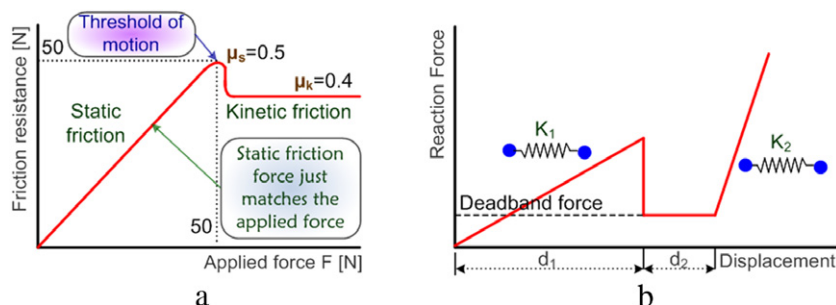 Threshold of
motion
50
μs=0.5
μk=0.4
Static
friction
Kinetic friction
Static friction
force just
matches the
applied force
50
Friction resistance [N]
Applied force F [N]
a
Reaction Force
K1
K2
Deadband force
d1
d2
Displacement
b